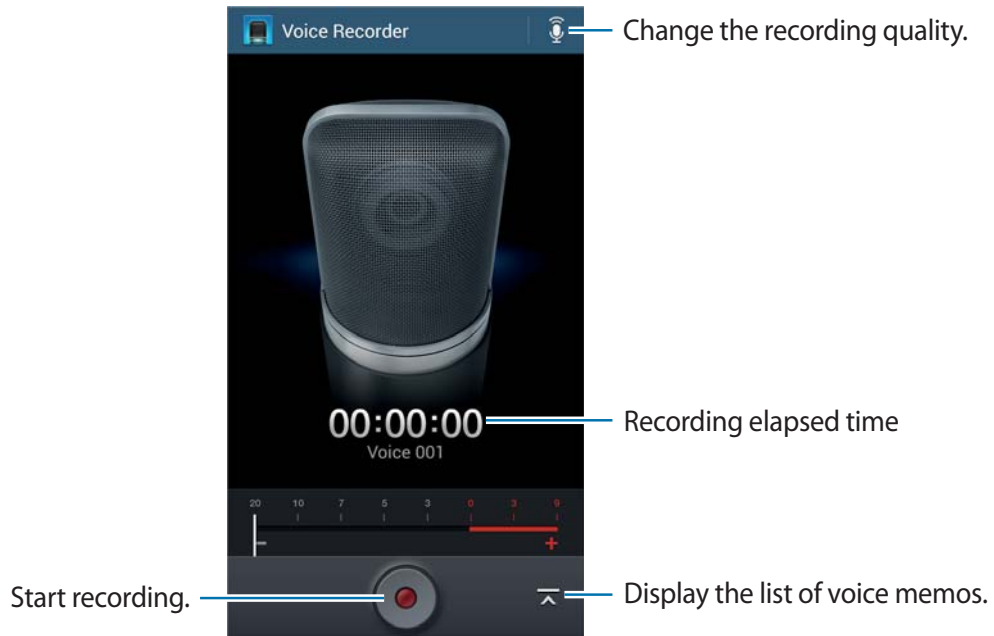 Voice Recorder
Change the recording quality.
00:00:00
Recording elapsed time
Voice 001
20 10 7 5 3 0 3 9
- +
Start recording.
Display the list of voice memos.